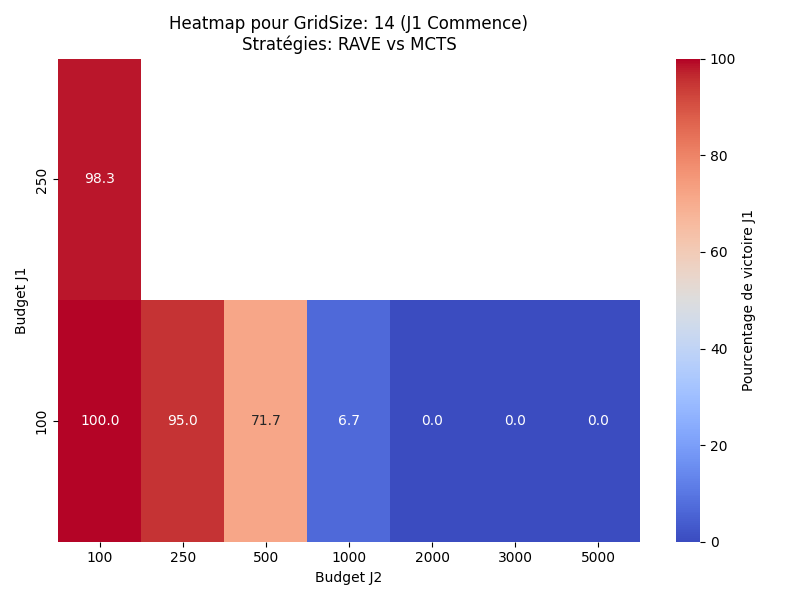 Heatmap pour GridSize: 14 (J1 Commence)
Stratégies: RAVE vs MCTS
Budget J1
250
100
98.3
100.0 95.0 71.7 6.7 0.0 0.0 0.0
100 250 500 1000 2000 3000 5000
Budget J2
100
80
60
40
20
0
Pourcentage de victoire J1